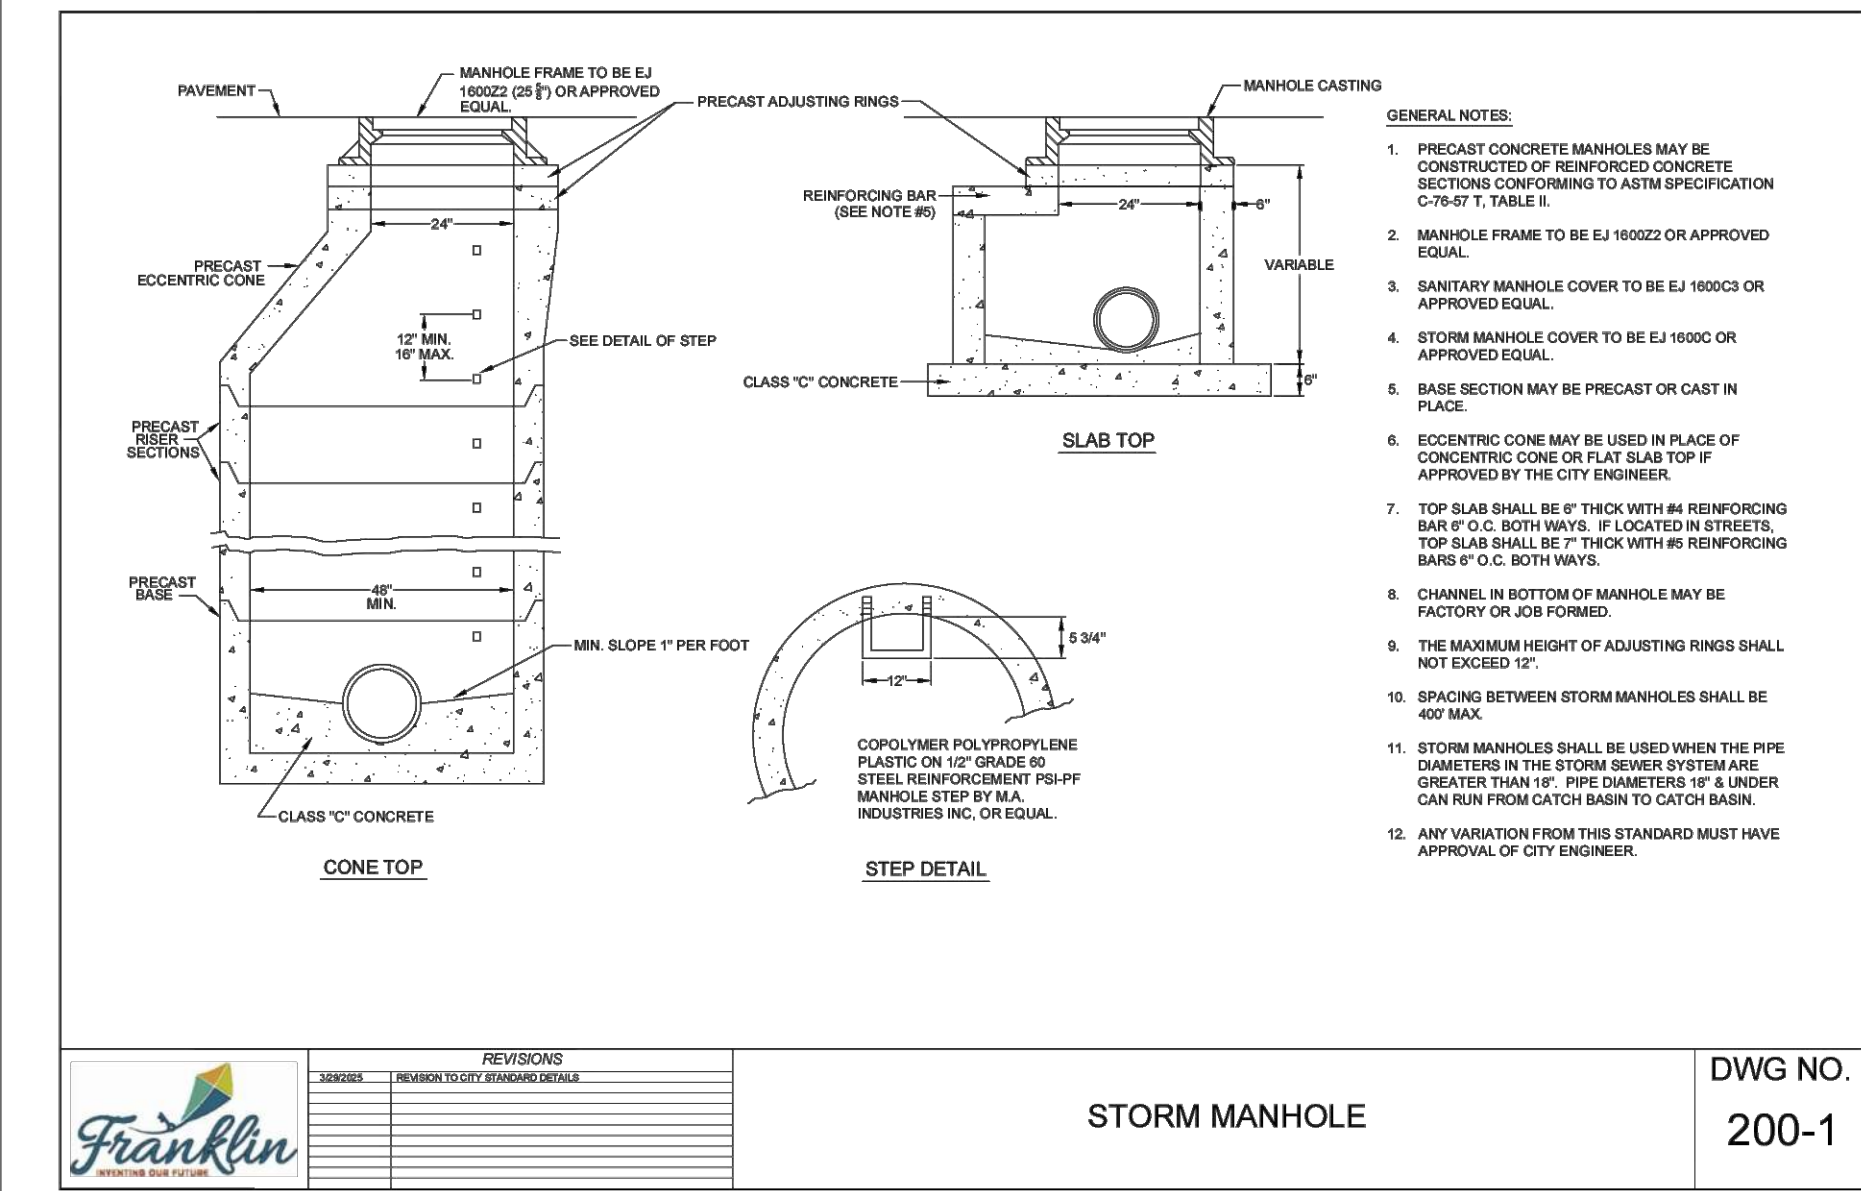 PAVEMENT
MANHOLE FRAME TO BE EJ
1600Z2 (25 5/8") OR APPROVED
EQUAL.
PRECAST ADJUSTING RINGS
24"
PRECAST
ECCENTRIC CONE
12" MIN.
16" MAX.
SEE DETAIL OF STEP
PRECAST
RISER
SECTIONS
PRECAST
BASE
48"
MIN.
MIN. SLOPE 1" PER FOOT
CLASS "C" CONCRETE
CONE TOP
MANHOLE CASTING
REINFORCING BAR
(SEE NOTE #5)
24"
6"
VARIABLE
CLASS "C" CONCRETE
6"
SLAB TOP
5 3/4"
12"
COPOLYMER POLYPROPYLENE
PLASTIC ON 1/2" GRADE 60
STEEL REINFORCEMENT PSI-PF
MANHOLE STEP BY M.A.
INDUSTRIES INC, OR EQUAL.
STEP DETAIL
GENERAL NOTES:
1. PRECAST CONCRETE MANHOLES MAY BE
CONSTRUCTED OF REINFORCED CONCRETE
SECTIONS CONFORMING TO ASTM SPECIFICATION
C-76-57 T, TABLE II.
2. MANHOLE FRAME TO BE EJ 1600Z2 OR APPROVED
EQUAL.
3. SANITARY MANHOLE COVER TO BE EJ 1600C3 OR
APPROVED EQUAL.
4. STORM MANHOLE COVER TO BE EJ 1600C OR
APPROVED EQUAL.
5. BASE SECTION MAY BE PRECAST OR CAST IN
PLACE.
6. ECCENTRIC CONE MAY BE USED IN PLACE OF
CONCENTRIC CONE OR FLAT SLAB TOP IF
APPROVED BY THE CITY ENGINEER.
7. TOP SLAB SHALL BE 6" THICK WITH #4 REINFORCING
BAR 6" O.C. BOTH WAYS. IF LOCATED IN STREETS,
TOP SLAB SHALL BE 7" THICK WITH #5 REINFORCING
BARS 6" O.C. BOTH WAYS.
8. CHANNEL IN BOTTOM OF MANHOLE MAY BE
FACTORY OR JOB FORMED.
9. THE MAXIMUM HEIGHT OF ADJUSTING RINGS SHALL
NOT EXCEED 12".
10. SPACING BETWEEN STORM MANHOLES SHALL BE
400' MAX.
11. STORM MANHOLES SHALL BE USED WHEN THE PIPE
DIAMETERS IN THE STORM SEWER SYSTEM ARE
GREATER THAN 18". PIPE DIAMETERS 18" & UNDER
CAN RUN FROM CATCH BASIN TO CATCH BASIN.
12. ANY VARIATION FROM THIS STANDARD MUST HAVE
APPROVAL OF CITY ENGINEER.
Franklin
INVENTING OUR FUTURE
REVISIONS
3/29/2025 REVISION TO CITY STANDARD DETAILS
STORM MANHOLE
DWG NO.
200-1